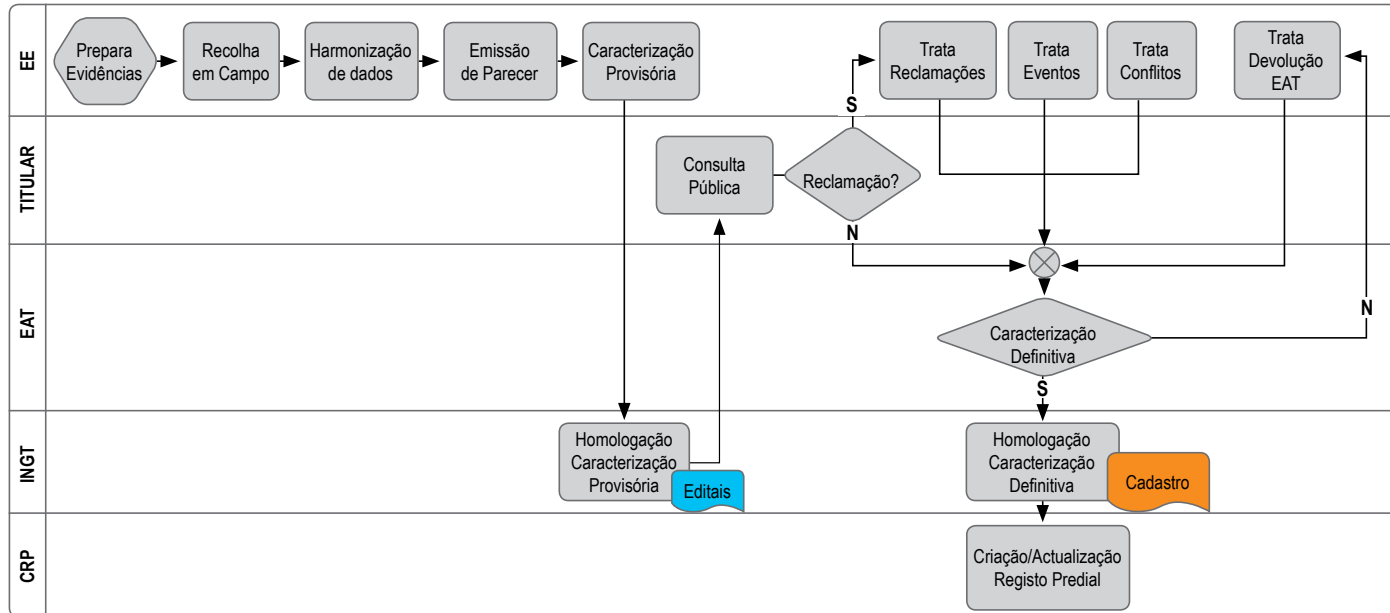 EE
Prepara
Evidências
Recolha
em Campo
Harmonização
de dados
Emissão
de Parecer
Caracterização
Provisória
Trata
Reclamações
Trata
Eventos
Trata
Conflitos
Trata
Devolução
EAT
S
N
TITULAR
Consulta
Pública
Reclamação?
N
EAT
Caracterização
Definitiva
S
INGT
Homologação
Caracterização
Provisória
Editais
Homologação
Caracterização
Definitiva
Cadastro
CRP
Criação/Actualização
Registo Predial